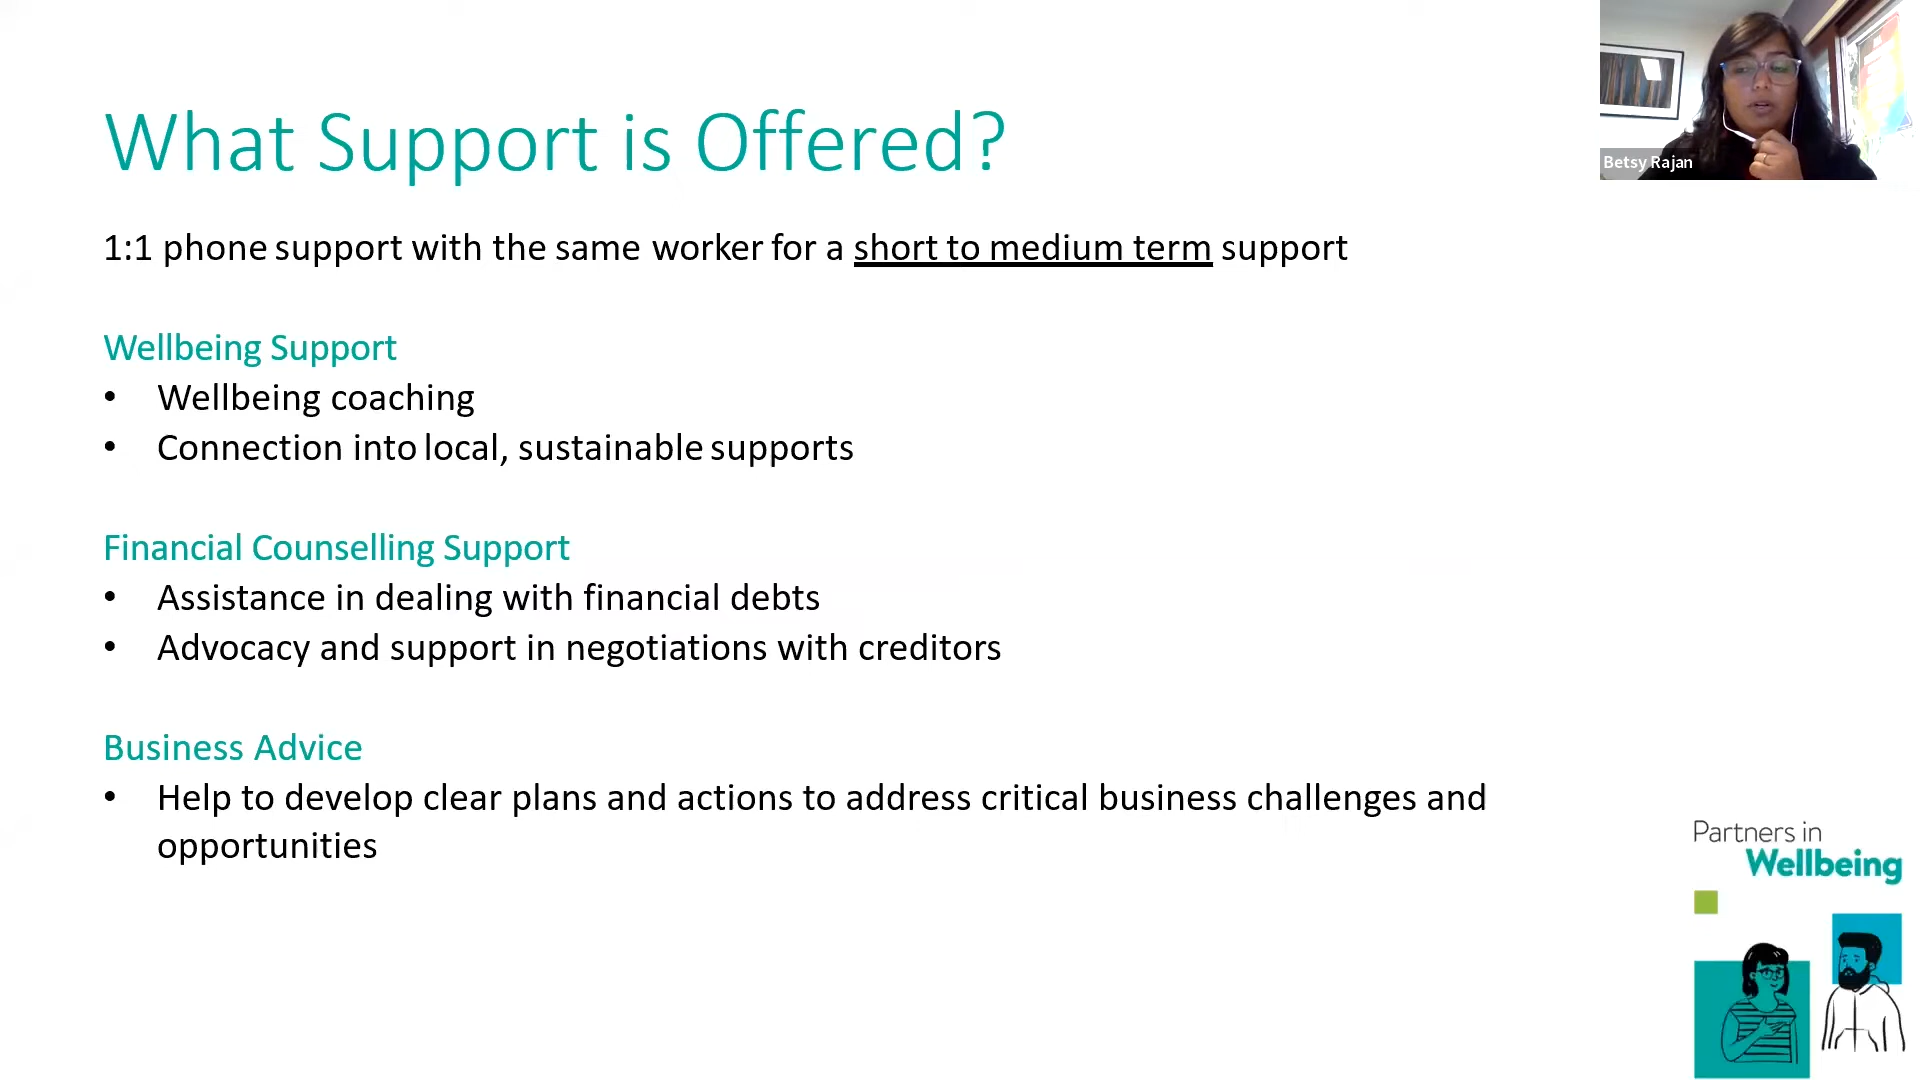 What Support is Offered?
Betsy Rajan
1:1 phone support with the same worker for a short to medium term support
Wellbeing Support
• Wellbeing coaching
• Connection into local, sustainable supports
Financial Counselling Support
• Assistance in dealing with financial debts
• Advocacy and support in negotiations with creditors
Business Advice
• Help to develop clear plans and actions to address critical business challenges and
opportunities
Partners in
Wellbeing